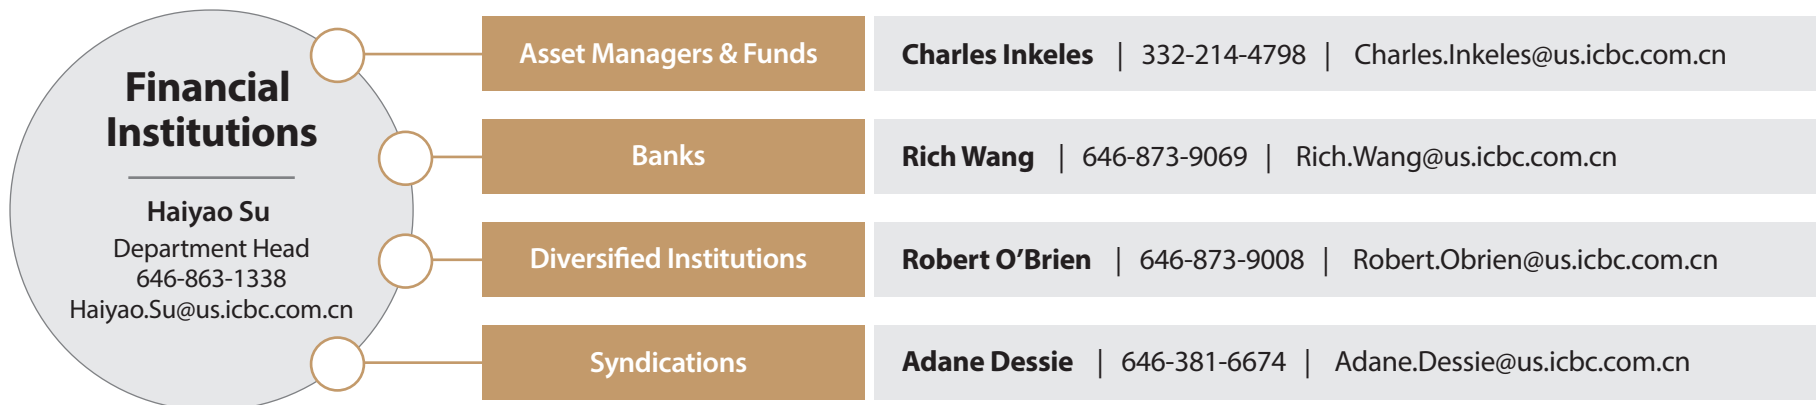 Financial
Institutions
Haiyao Su
Department Head
646-863-1338
Haiyao.Su@us.icbc.com.cn
Asset Managers & Funds
Charles Inkeles | 332-214-4798 | Charles.Inkeles@us.icbc.com.cn
Banks
Rich Wang | 646-873-9069 | Rich.Wang@us.icbc.com.cn
Diversified Institutions
Robert O’Brien | 646-873-9008 | Robert.Obrien@us.icbc.com.cn
Syndications
Adane Dessie | 646-381-6674 | Adane.Dessie@us.icbc.com.cn